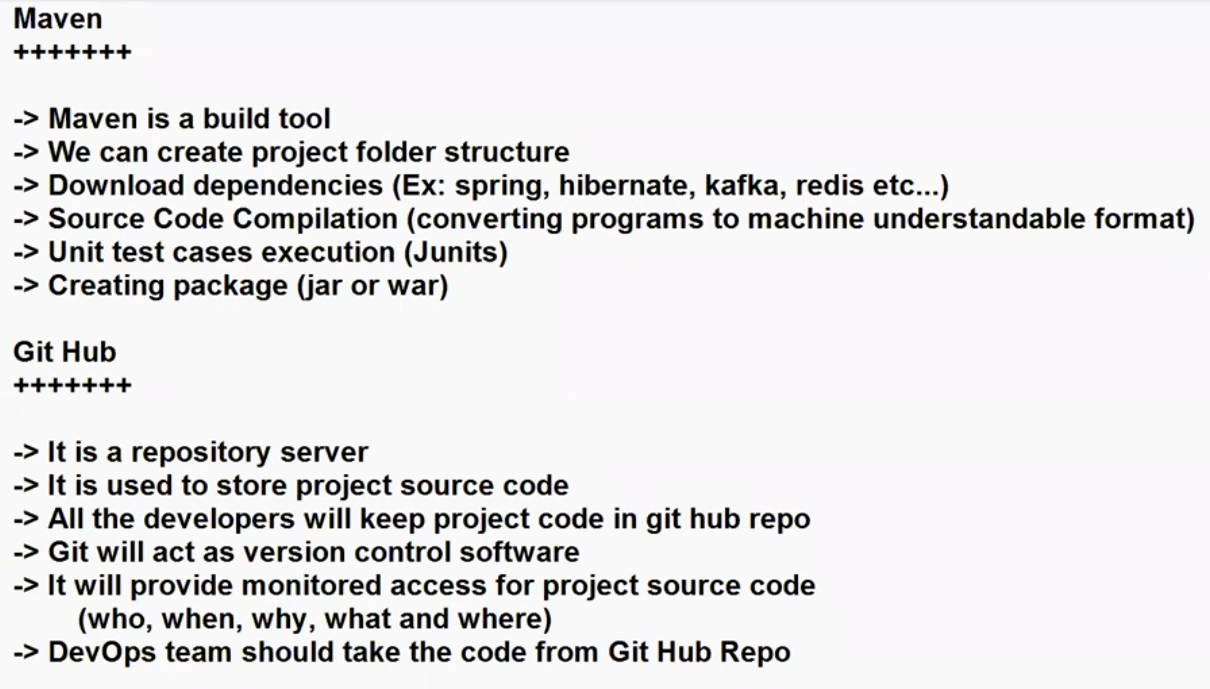 Maven
+++++++
-> Maven is a build tool
-> We can create project folder structure
-> Download dependencies (Ex: spring, hibernate, kafka, redis etc...)
-> Source Code Compilation (converting programs to machine understandable format)
-> Unit test cases execution (Junits)
-> Creating package (jar or war)
Git Hub
+++++++
-> It is a repository server
-> It is used to store project source code
-> All the developers will keep project code in git hub repo
-> Git will act as version control software
-> It will provide monitored access for project source code
(who, when, why, what and where)
-> DevOps team should take the code from Git Hub Repo